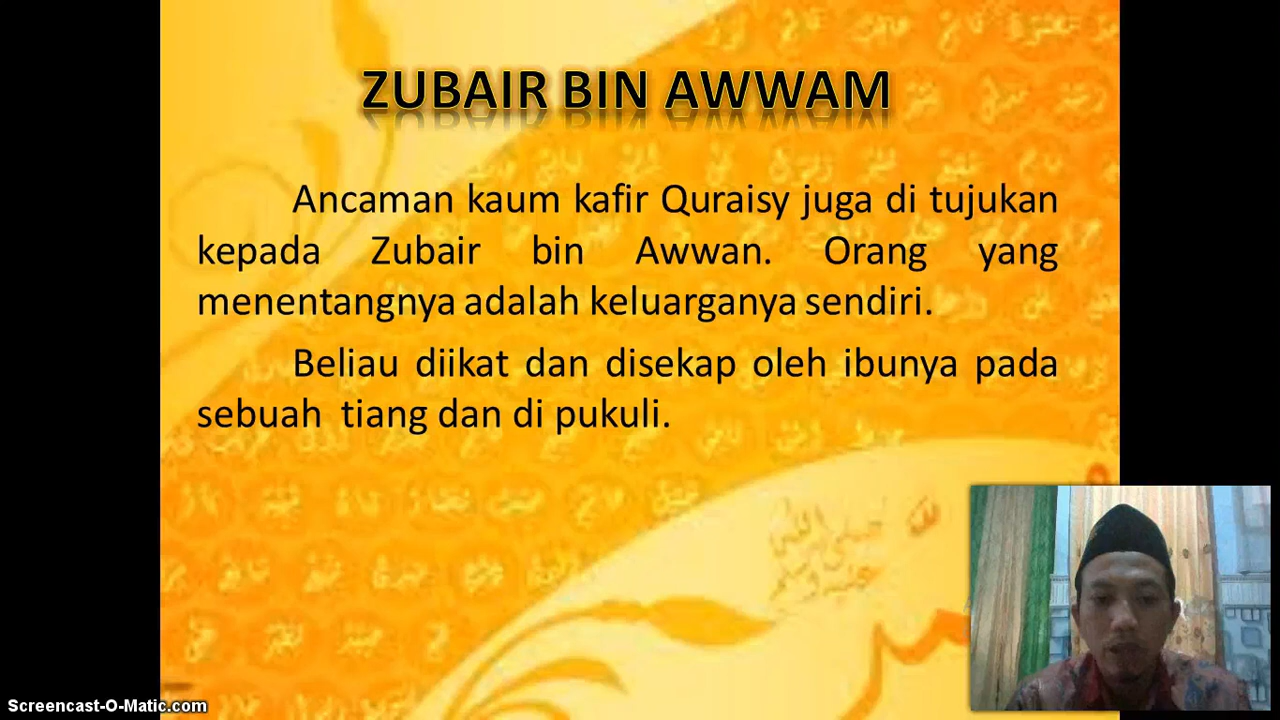 ZUBAIR BIN AWWAM
Ancaman kaum kafir Quraisy juga di tujukan
kepada Zubair bin Awwan. Orang yang
menentangnya adalah keluarganya sendiri.
Beliau diikat dan disekap oleh ibunya pada
sebuah tiang dan di pukuli.
Screencast-O-Matic.com